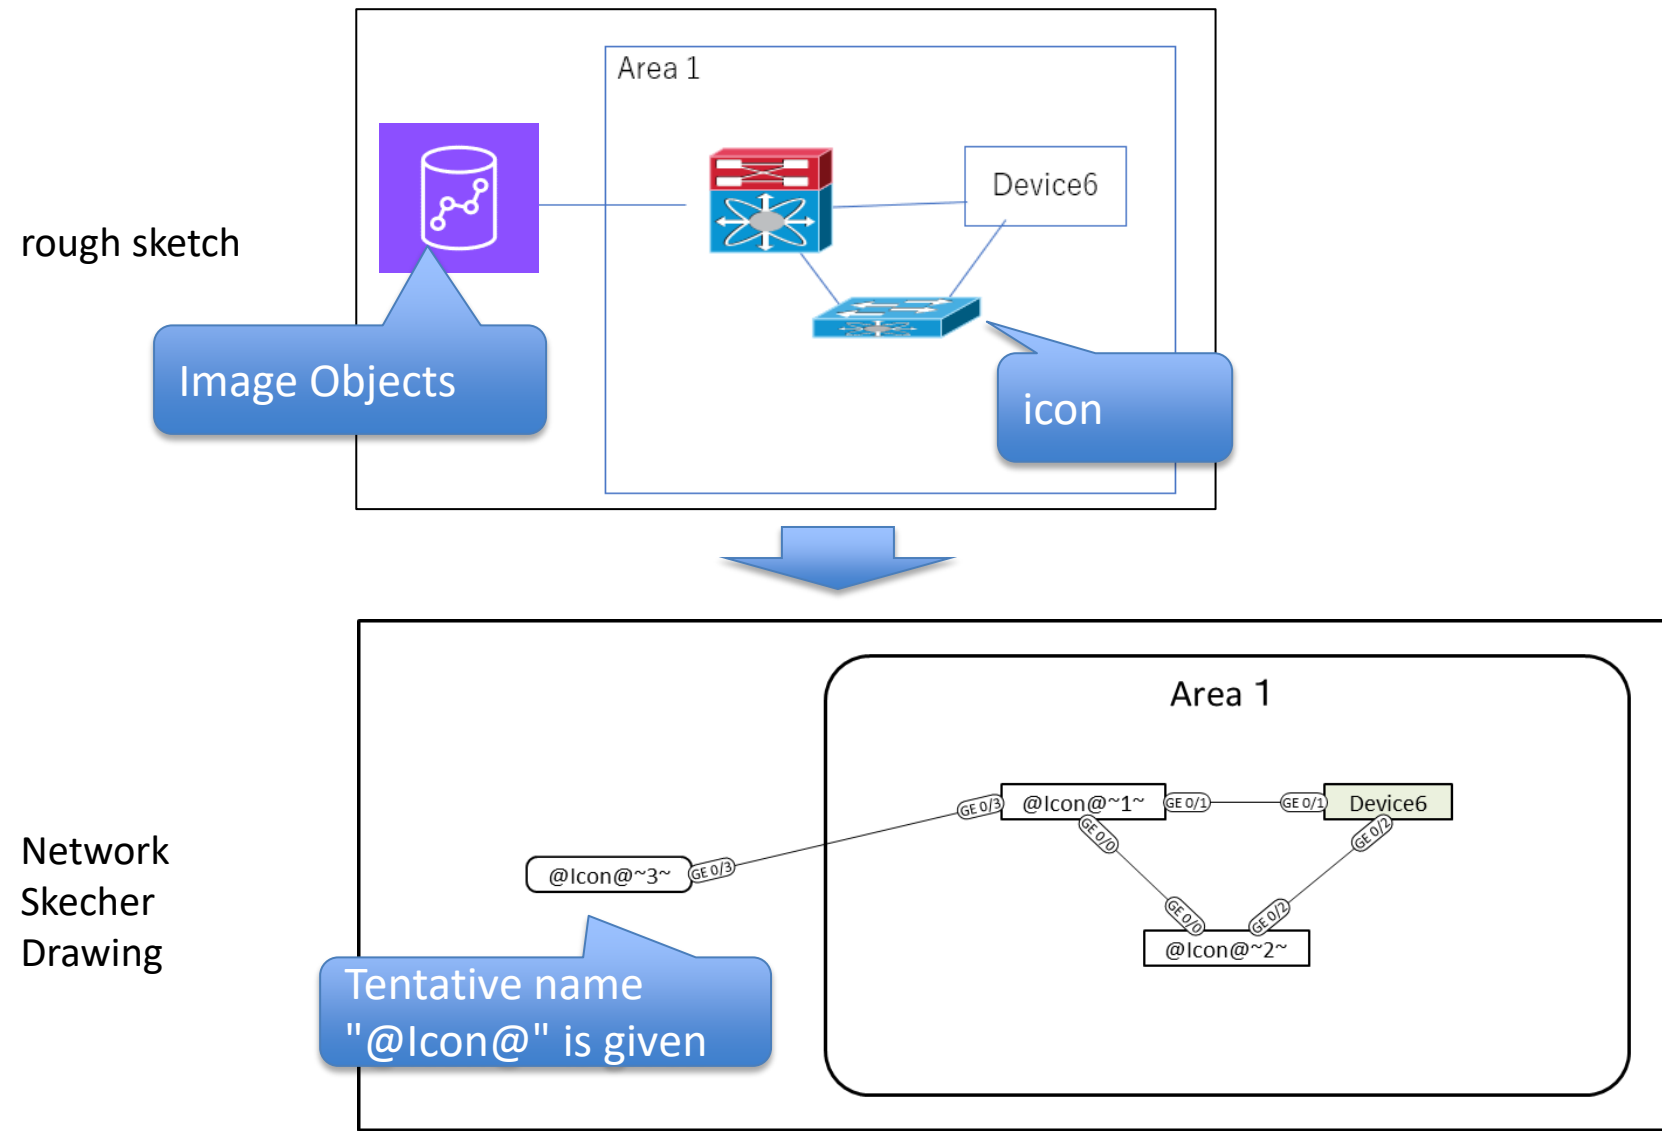 Area 1
Device6
rough sketch
Image Objects
icon
Area 1
GE 0/3
@Icon@~1~
GE 0/1
GE 0/1
Device6
GE 0/0
GE 0/2
@Icon@~3~
GE 0/3
GE 0/0
GE 0/2
@Icon@~2~
Network
Skecher
Drawing
Tentative name
"@Icon@" is given